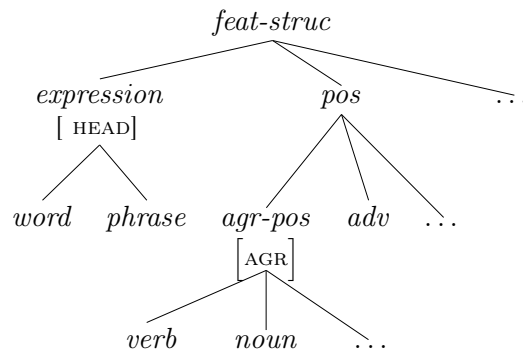 feat-struc
expression pos ...
[ HEAD]
word phrase agr-pos adv ...
[AGR]
verb noun ...